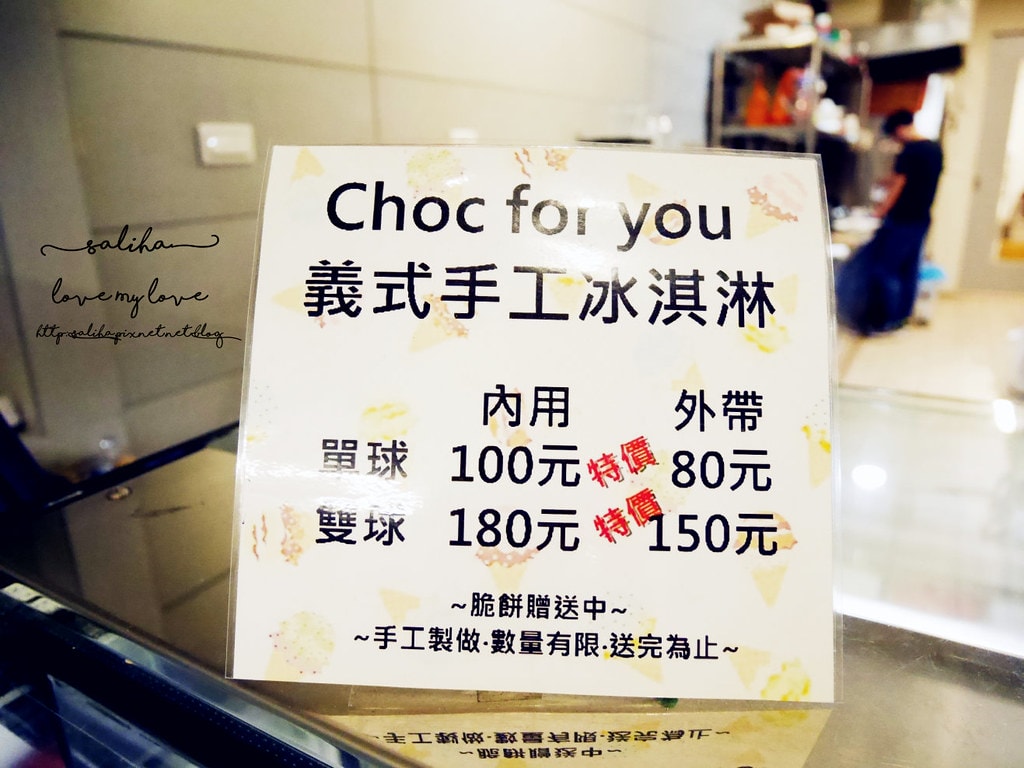 Choc for you
義式手工冰淇淋
內用 外帶
單球 100元 特價 80元
雙球 180元 特價 150元
~脆餅贈送中~
~手工製做·數量有限·送完為止~
saliha
love my love
http:saliha.pixnet.net.blog